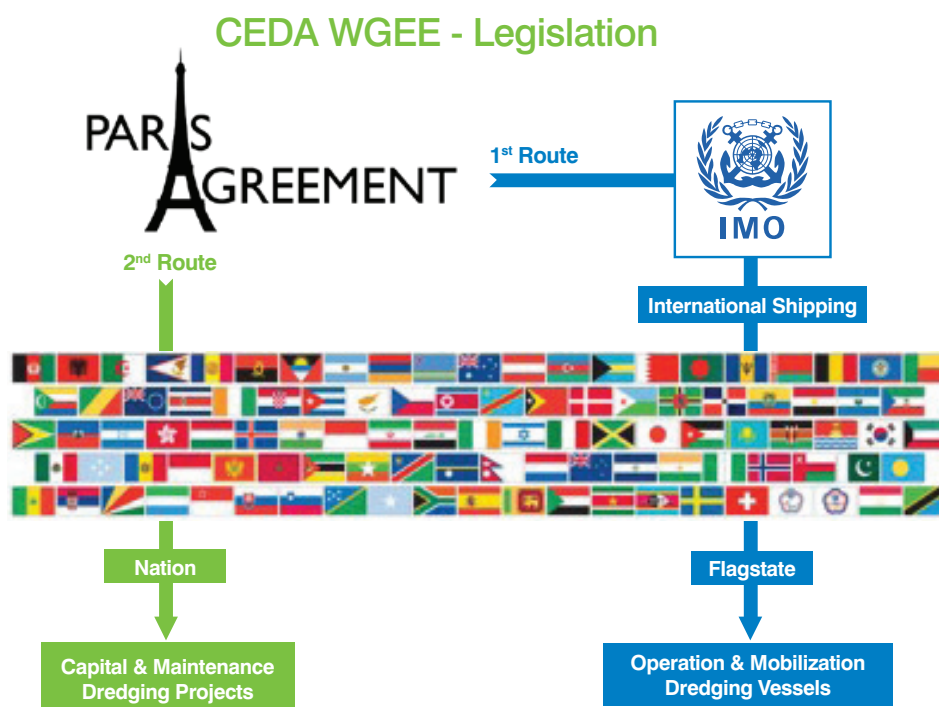 CEDA WGEE - Legislation
PARIS
AGREEMENT
1st Route
IMO
2nd Route
International Shipping
Nation
Flagstate
Capital & Maintenance
Dredging Projects
Operation & Mobilization
Dredging Vessels